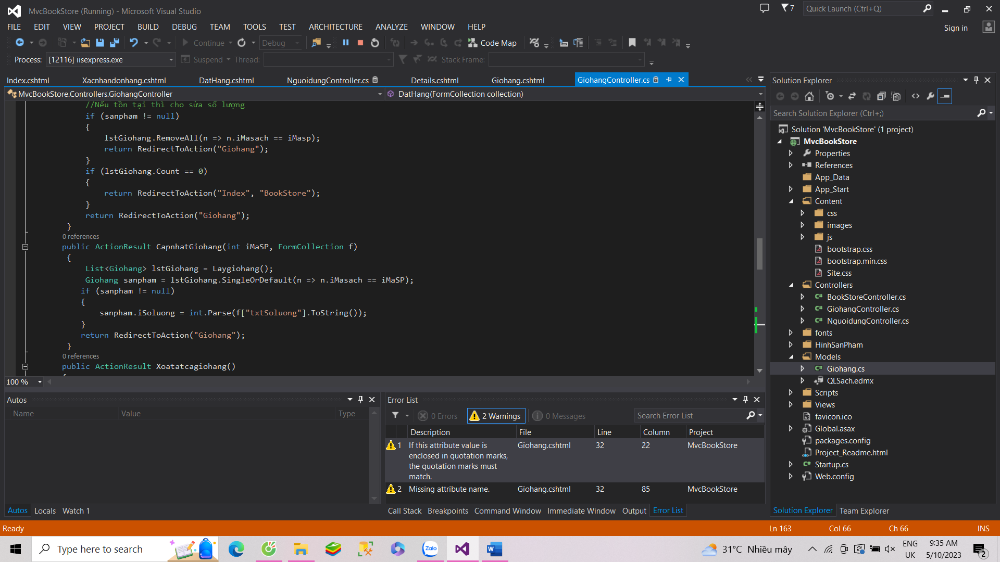 MvcBookStore (Running) - Microsoft Visual Studio
7
Quick Launch (Ctrl+Q)
FILE EDIT VIEW PROJECT BUILD DEBUG TEAM TOOLS TEST ARCHITECTURE ANALYZE WINDOW HELP
Sign in
Continue Debug Code Map
Process: [12116] iisexpress.exe Suspend Thread: Stack Frame:
Index.cshtml Xacnhandonhang.cshtml DatHang.cshtml NguoidungController.cs Details.cshtml Giohang.cshtml GiohangController.cs
MvcBookStore.Controllers.GiohangController DatHang(FormCollection collection)
//Nếu tồn tại thì cho sửa số lượng
if (sanpham != null)
{
lstGiohang.RemoveAll(n => n.iMasach == iMasp);
return RedirectToAction("Giohang");
}
if (lstGiohang.Count == 0)
{
return RedirectToAction("Index", "BookStore");
}
return RedirectToAction("Giohang");
}
0 references
public ActionResult CapnhatGiohang(int iMaSP, FormCollection f)
{
List<Giohang> lstGiohang = Laygiohang();
Giohang sanpham = lstGiohang.SingleOrDefault(n => n.iMasach == iMaSP);
if (sanpham != null)
{
sanpham.iSoluong = int.Parse(f["txtSoluong"].ToString());
}
return RedirectToAction("Giohang");
}
0 references
public ActionResult Xoatatcagiohang()
{
100 %
Autos
Name Value Type
Autos Locals Watch 1
Error List
0 Errors 2 Warnings 0 Messages Search Error List
Description File Line Column Project
1 If this attribute value is Giohang.cshtml 32 22 MvcBookStore
enclosed in quotation marks,
the quotation marks must
match.
2 Missing attribute name. Giohang.cshtml 32 85 MvcBookStore
Call Stack Breakpoints Command Window Immediate Window Output Error List
Solution Explorer
Search Solution Explorer (Ctrl+;)
Solution 'MvcBookStore' (1 project)
MvcBookStore
Properties
References
App_Data
App_Start
Content
css
images
js
bootstrap.css
bootstrap.min.css
Site.css
Controllers
BookStoreController.cs
GiohangController.cs
NguoidungController.cs
fonts
HinhSanPham
Models
Giohang.cs
QLSach.edmx
Scripts
Views
favicon.ico
Global.asax
packages.config
Project_Readme.html
Startup.cs
Web.config
Solution Explorer Team Explorer
Ready Ln 163 Col 66 Ch 66 INS
Type here to search
Zalo
31°C Nhiều mây
ENG
UK
9:35 AM
5/10/2023
2